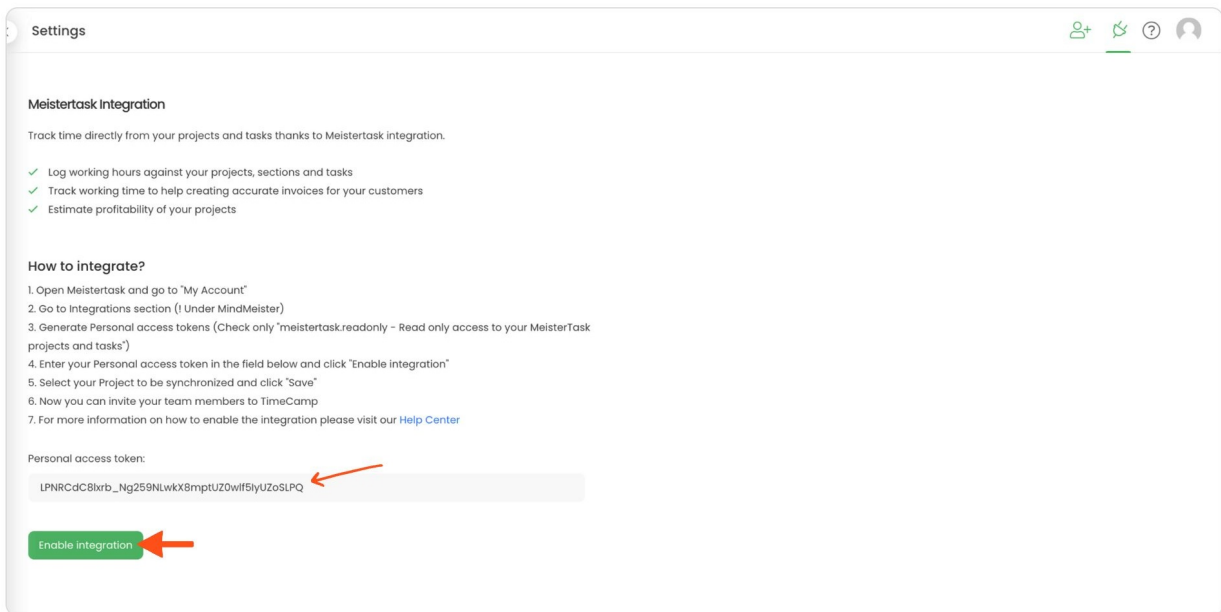 Settings
Meistertask Integration
Track time directly from your projects and tasks thanks to Meistertask integration.
Log working hours against your projects, sections and tasks
Track working time to help creating accurate invoices for your customers
Estimate profitability of your projects
How to integrate?
1. Open Meistertask and go to "My Account"
2. Go to Integrations section (! Under MindMeister)
3. Generate Personal access tokens (Check only "meistertask.readonly - Read only access to your MeisterTask
projects and tasks")
4. Enter your Personal access token in the field below and click "Enable integration"
5. Select your Project to be synchronized and click "Save"
6. Now you can invite your team members to TimeCamp
7. For more information on how to enable the integration please visit our Help Center
Personal access token:
LPNRCdC8lxrb_Ng259NLwkX8mptUZ0wlf5lyUZoSLPQ
Enable integration